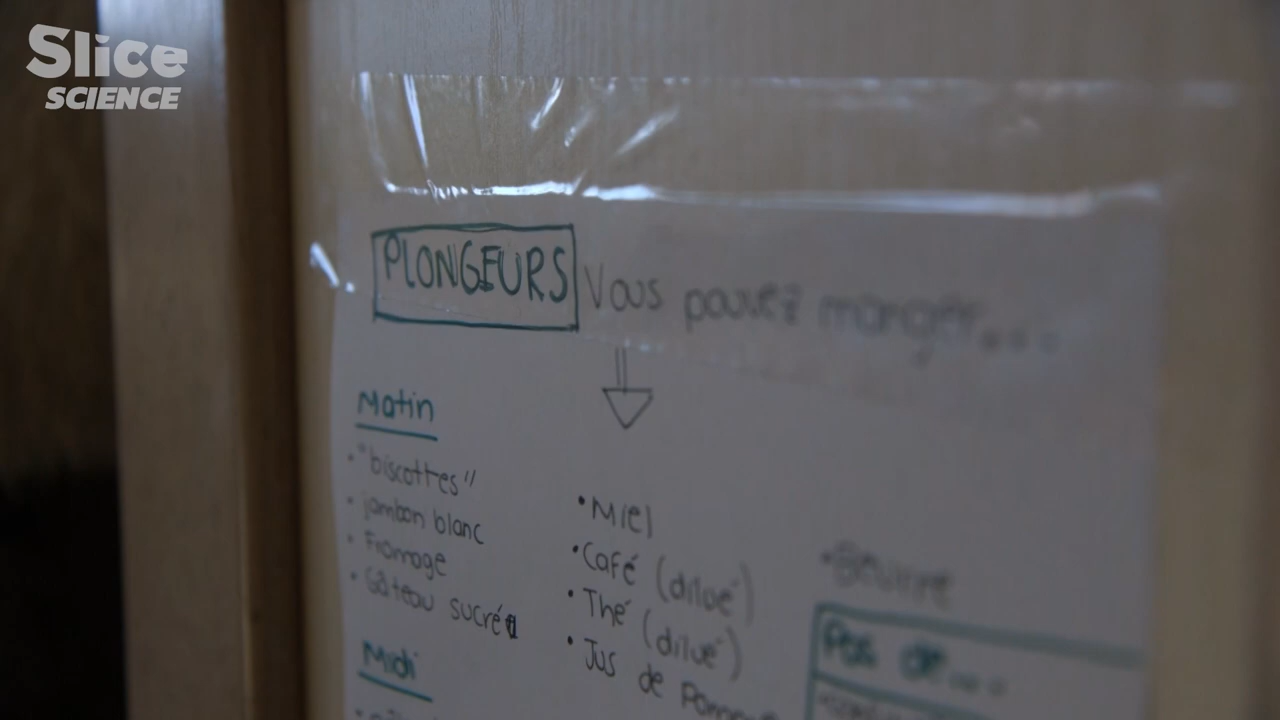 Slice
SCIENCE
PLONGEURS Vous pouvez manger....
Matin
• "biscottes"
• jambon blanc
• Fromage
• Gâteau sucré
• Miel
• Café (dilué)
• Thé (dilué)
• Jus de
• Beurre
Pas de....
Midi